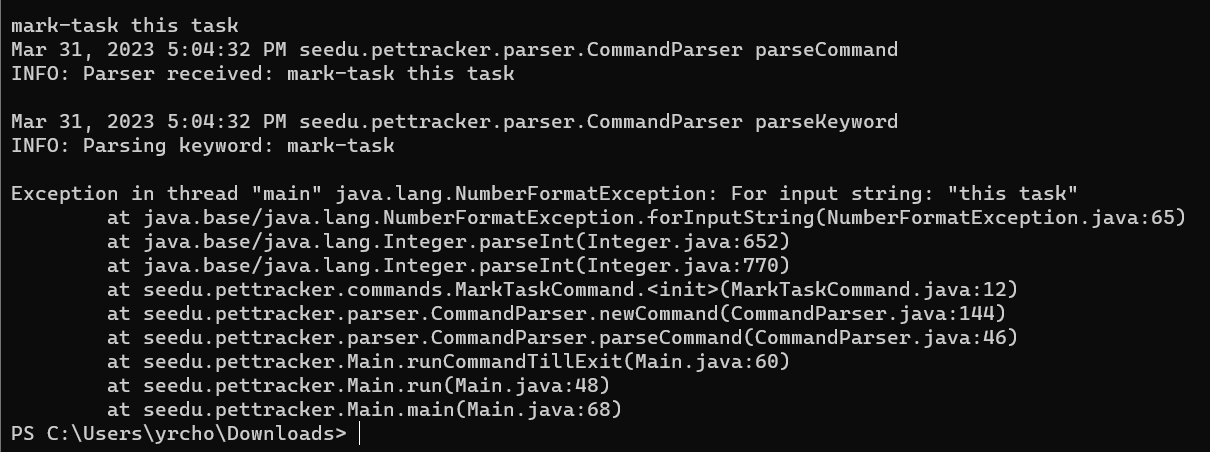 mark-task this task
Mar 31, 2023 5:04:32 PM seedu.pettracker.parser.CommandParser parseCommand
INFO: Parser received: mark-task this task
Mar 31, 2023 5:04:32 PM seedu.pettracker.parser.CommandParser parseKeyword
INFO: Parsing keyword: mark-task
Exception in thread "main" java.lang.NumberFormatException: For input string: "this task"
at java.base/java.lang.NumberFormatException.forInputString(NumberFormatException.java:65)
at java.base/java.lang.Integer.parseInt(Integer.java:652)
at java.base/java.lang.Integer.parseInt(Integer.java:770)
at seedu.pettracker.commands.MarkTaskCommand.<init>(MarkTaskCommand.java:12)
at seedu.pettracker.parser.CommandParser.newCommand(CommandParser.java:144)
at seedu.pettracker.parser.CommandParser.parseCommand(CommandParser.java:46)
at seedu.pettracker.Main.runCommandTillExit(Main.java:60)
at seedu.pettracker.Main.run(Main.java:48)
at seedu.pettracker.Main.main(Main.java:68)
PS C:\Users\yrcho\Downloads>